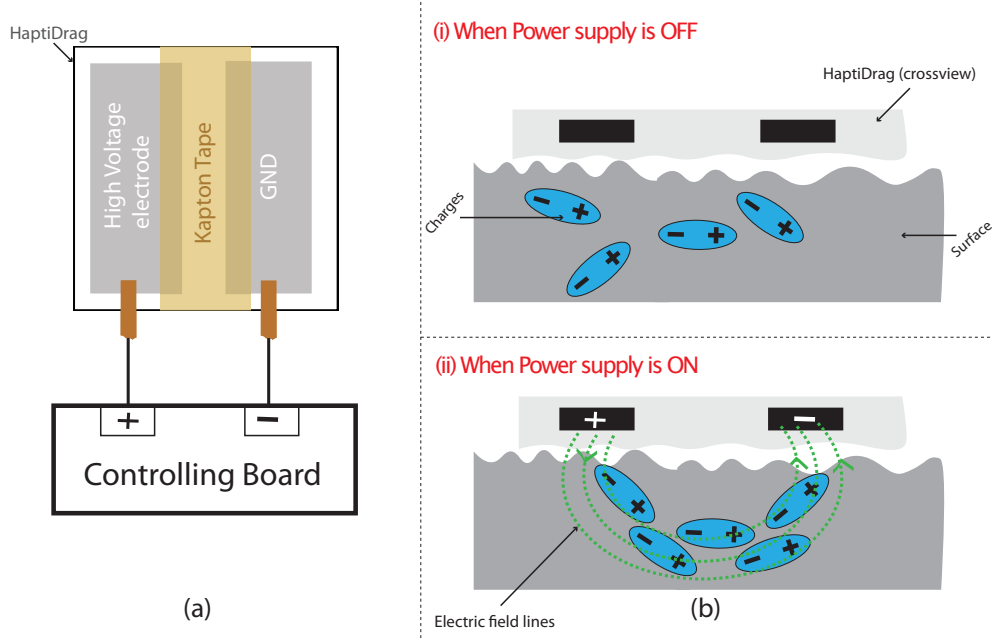 HaptiDrag
High Voltage
electrode
Kapton Tape
GND
+
−
Controlling Board
(a)
(i) When Power supply is OFF
HaptiDrag (crossview)
− +
− +
− +
− +
Charges
Surface
(ii) When Power supply is ON
+
−
− +
− +
− +
− +
− +
Electric field lines
(b)